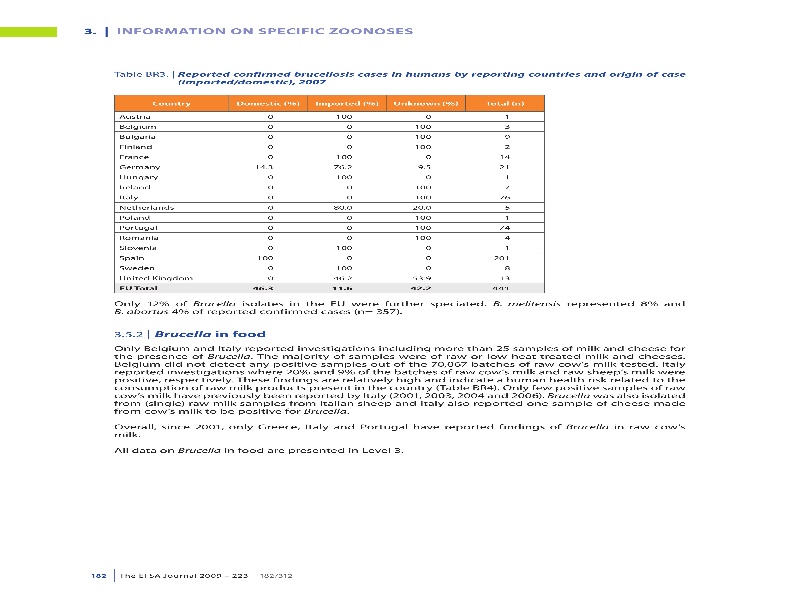 3. | INFORMATION ON SPECIFIC ZOONOSES
Table BR3. | Reported confirmed brucellosis cases in humans by reporting countries and origin of case
(imported/domestic), 2007
Country Domestic (%) Imported (%) Unknown (%) Total (n)
Austria 0 100 0 1
Belgium 0 0 100 3
Bulgaria 0 0 100 9
Finland 0 0 100 2
France 0 100 0 14
Germany 14.3 76.2 9.5 21
Hungary 0 100 0 1
Ireland 0 0 100 7
Italy 0 0 100 76
Netherlands 0 80.0 20.0 5
Poland 0 0 100 1
Portugal 0 0 100 74
Romania 0 0 100 4
Slovenia 0 100 0 1
Spain 100 0 0 201
Sweden 0 100 0 8
United Kingdom 0 46.2 53.9 13
EU Total 46.3 11.6 42.2 441
Only 12% of Brucella isolates in the EU were further speciated. B. melitensis represented 8% and
B. abortus 4% of reported confirmed cases (n= 357).
3.5.2 | Brucella in food
Only Belgium and Italy reported investigations including more than 25 samples of milk and cheese for
the presence of Brucella. The majority of samples were of raw or low heat treated milk and cheeses.
Belgium did not detect any positive samples out of the 70,067 batches of raw cow's milk tested. Italy
reported investigations where 20% and 9% of the batches of raw cow's milk and raw sheep's milk were
positive, respectively. These findings are relatively high and indicate a human health risk related to the
consumption of raw milk products present in the country (Table BR4). Only few positive samples of raw
cow's milk have previously been reported by Italy (2001, 2003, 2004 and 2006). Brucella was also isolated
from (single) raw milk samples from Italian sheep and Italy also reported one sample of cheese made
from cow's milk to be positive for Brucella.
Overall, since 2001, only Greece, Italy and Portugal have reported findings of Brucella in raw cow's
milk.
All data on Brucella in food are presented in Level 3.
182 | The EFSA Journal 2009 – 223 182/312